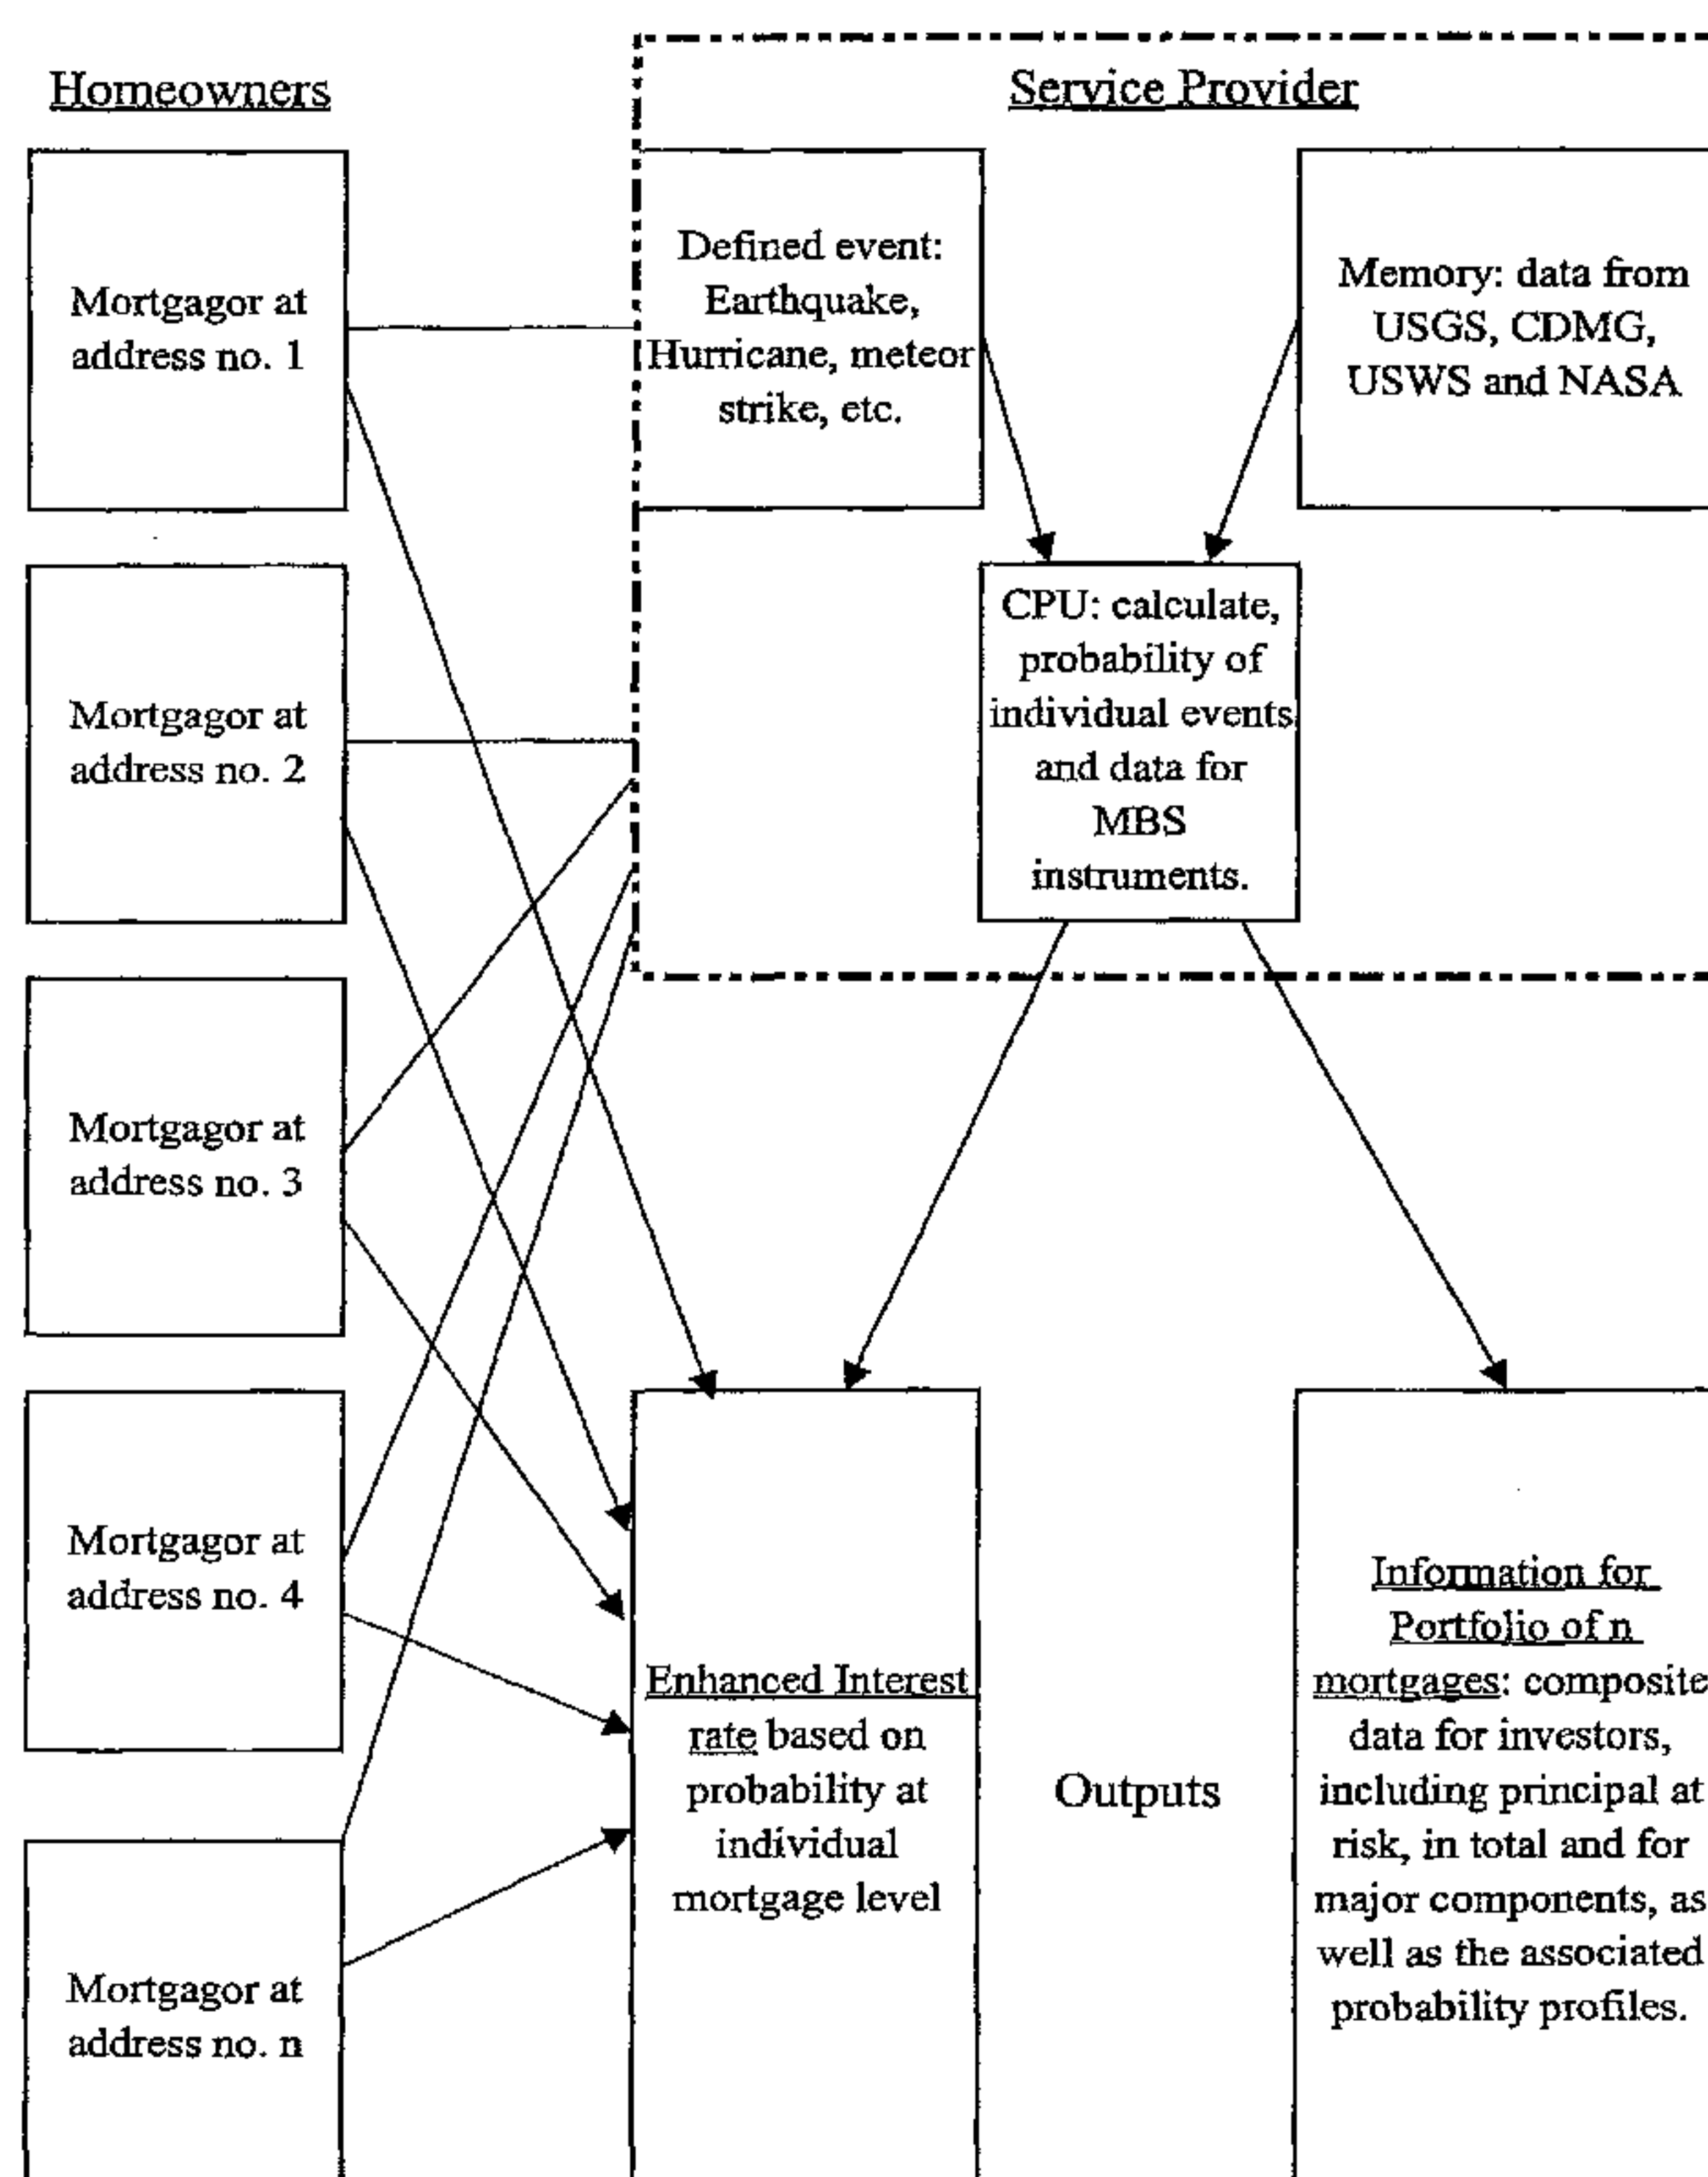 Homeowners
Service Provider
Mortgagor at
address no. 1
Defined event:
Earthquake,
Hurricane, meteor
strike, etc.
Memory: data from
USGS, CDMG,
USWS and NASA
Mortgagor at
address no. 2
CPU: calculate,
probability of
individual events
and data for
MBS
instruments.
Mortgagor at
address no. 3
Mortgagor at
address no. 4
Mortgagor at
address no. n
Enhanced Interest
rate based on
probability at
individual
mortgage level
Outputs
Information for
Portfolio of n
mortgages: composite
data for investors,
including principal at
risk, in total and for
major components, as
well as the associated
probability profiles.